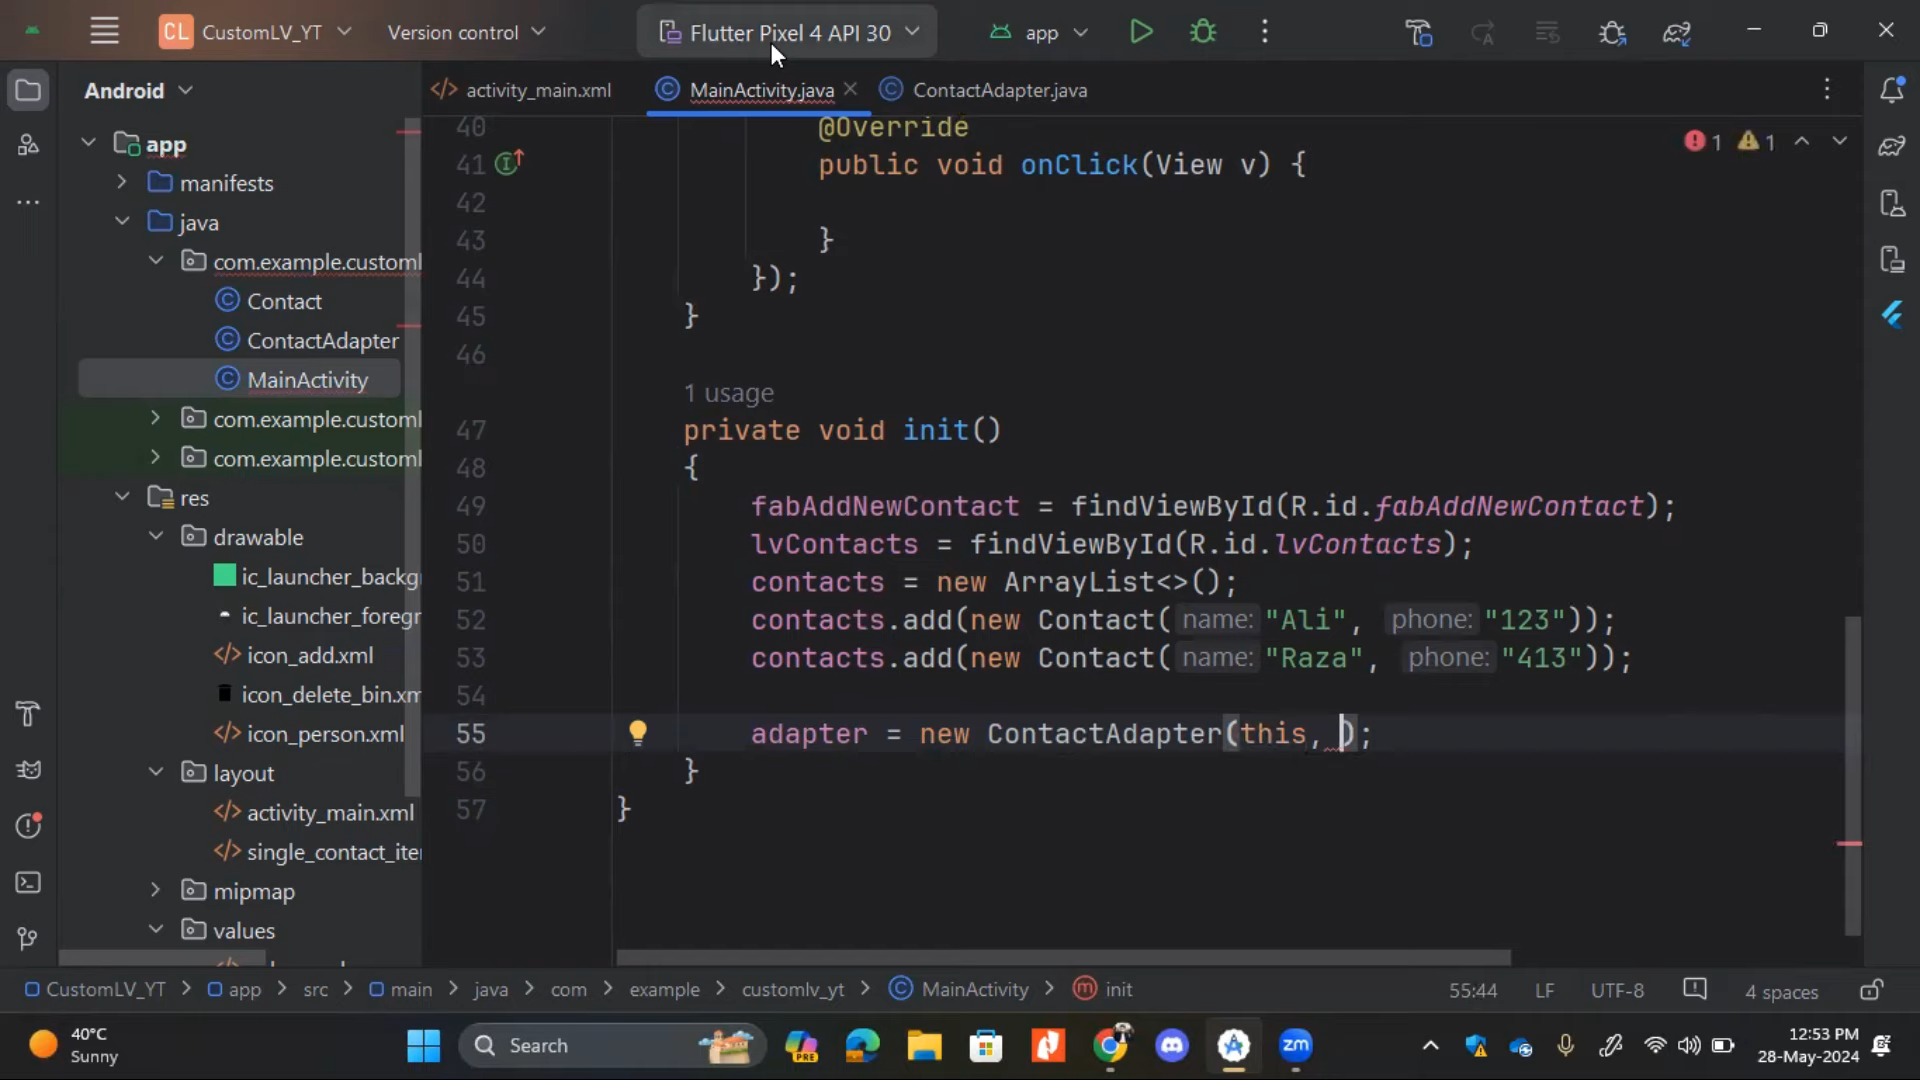 CL CustomLV_YT Version control Flutter Pixel 4 API 30 app
Android
activity_main.xml MainActivity.java ContactAdapter.java
app
manifests
java
com.example.customl
Contact
ContactAdapter
MainActivity
com.example.customl
com.example.customl
res
drawable
ic_launcher_backg
ic_launcher_foregr
icon_add.xml
icon_delete_bin.xm
icon_person.xml
layout
activity_main.xml
single_contact_ite
mipmap
values
1 1
40 @Override
41 public void onClick(View v) {
42
43 }
44 });
45 }
46
1 usage
47 private void init()
48 {
49 fabAddNewContact = findViewById(R.id.fabAddNewContact);
50 lvContacts = findViewById(R.id.lvContacts);
51 contacts = new ArrayList<>();
52 contacts.add(new Contact( name: "Ali", phone: "123"));
53 contacts.add(new Contact( name: "Raza", phone: "413"));
54
55 adapter = new ContactAdapter(this, );
56 }
57 }
CustomLV_YT > app > src > main > java > com > example > customlv_yt > MainActivity > init 55:44 LF UTF-8 4 spaces
40°C
Sunny
Search
PRE
zm
12:53 PM
28-May-2024